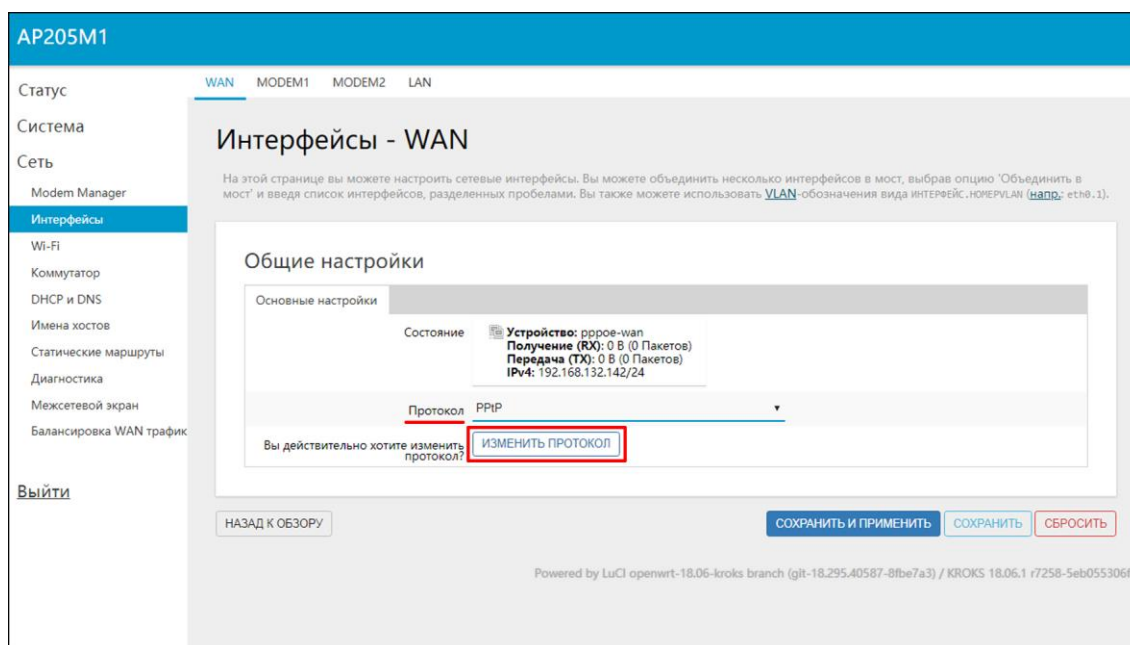 AP205M1
Статус
Система
Сеть
Modem Manager
Интерфейсы
Wi-Fi
Коммутатор
DHCP и DNS
Имена хостов
Статические маршруты
Диагностика
Межсетевой экран
Балансировка WAN трафик
Выйти
WAN MODEM1 MODEM2 LAN
Интерфейсы - WAN
На этой странице вы можете настроить сетевые интерфейсы. Вы можете объединить несколько интерфейсов в мост, выбрав опцию 'Объединить в
мост' и введя список интерфейсов, разделенных пробелами. Вы также можете использовать VLAN-обозначения вида ИНТЕРФЕЙС.НОМЕРVLAN (напр.: eth0.1).
Общие настройки
Основные настройки
Состояние
Устройство: pppoe-wan
Получение (RX): 0 B (0 Пакетов)
Передача (TX): 0 B (0 Пакетов)
IPv4: 192.168.132.142/24
Протокол PPtP
Вы действительно хотите изменить
протокол?
ИЗМЕНИТЬ ПРОТОКОЛ
НАЗАД К ОБЗОРУ СОХРАНИТЬ И ПРИМЕНИТЬ СОХРАНИТЬ СБРОСИТЬ
Powered by LuCI openwrt-18.06-kroks branch (git-18.295.40587-8fbe7a3) / KROKS 18.06.1 r7258-5eb055306f